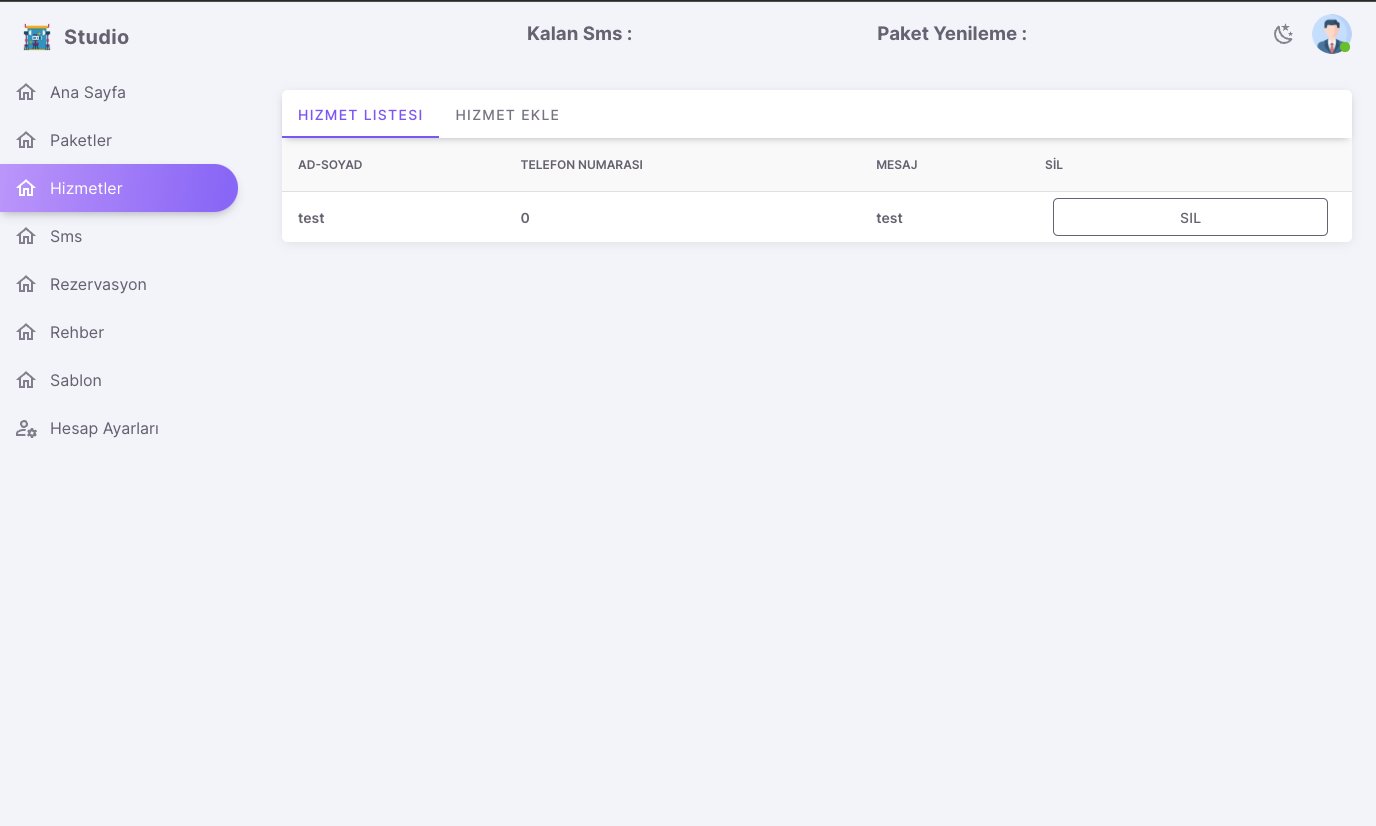 Studio
Kalan Sms :
Paket Yenileme :
Ana Sayfa
Paketler
Hizmetler
Sms
Rezervasyon
Rehber
Sablon
Hesap Ayarları
HIZMET LISTESI HIZMET EKLE
AD-SOYAD TELEFON NUMARASI MESAJ SİL
test 0 test SIL